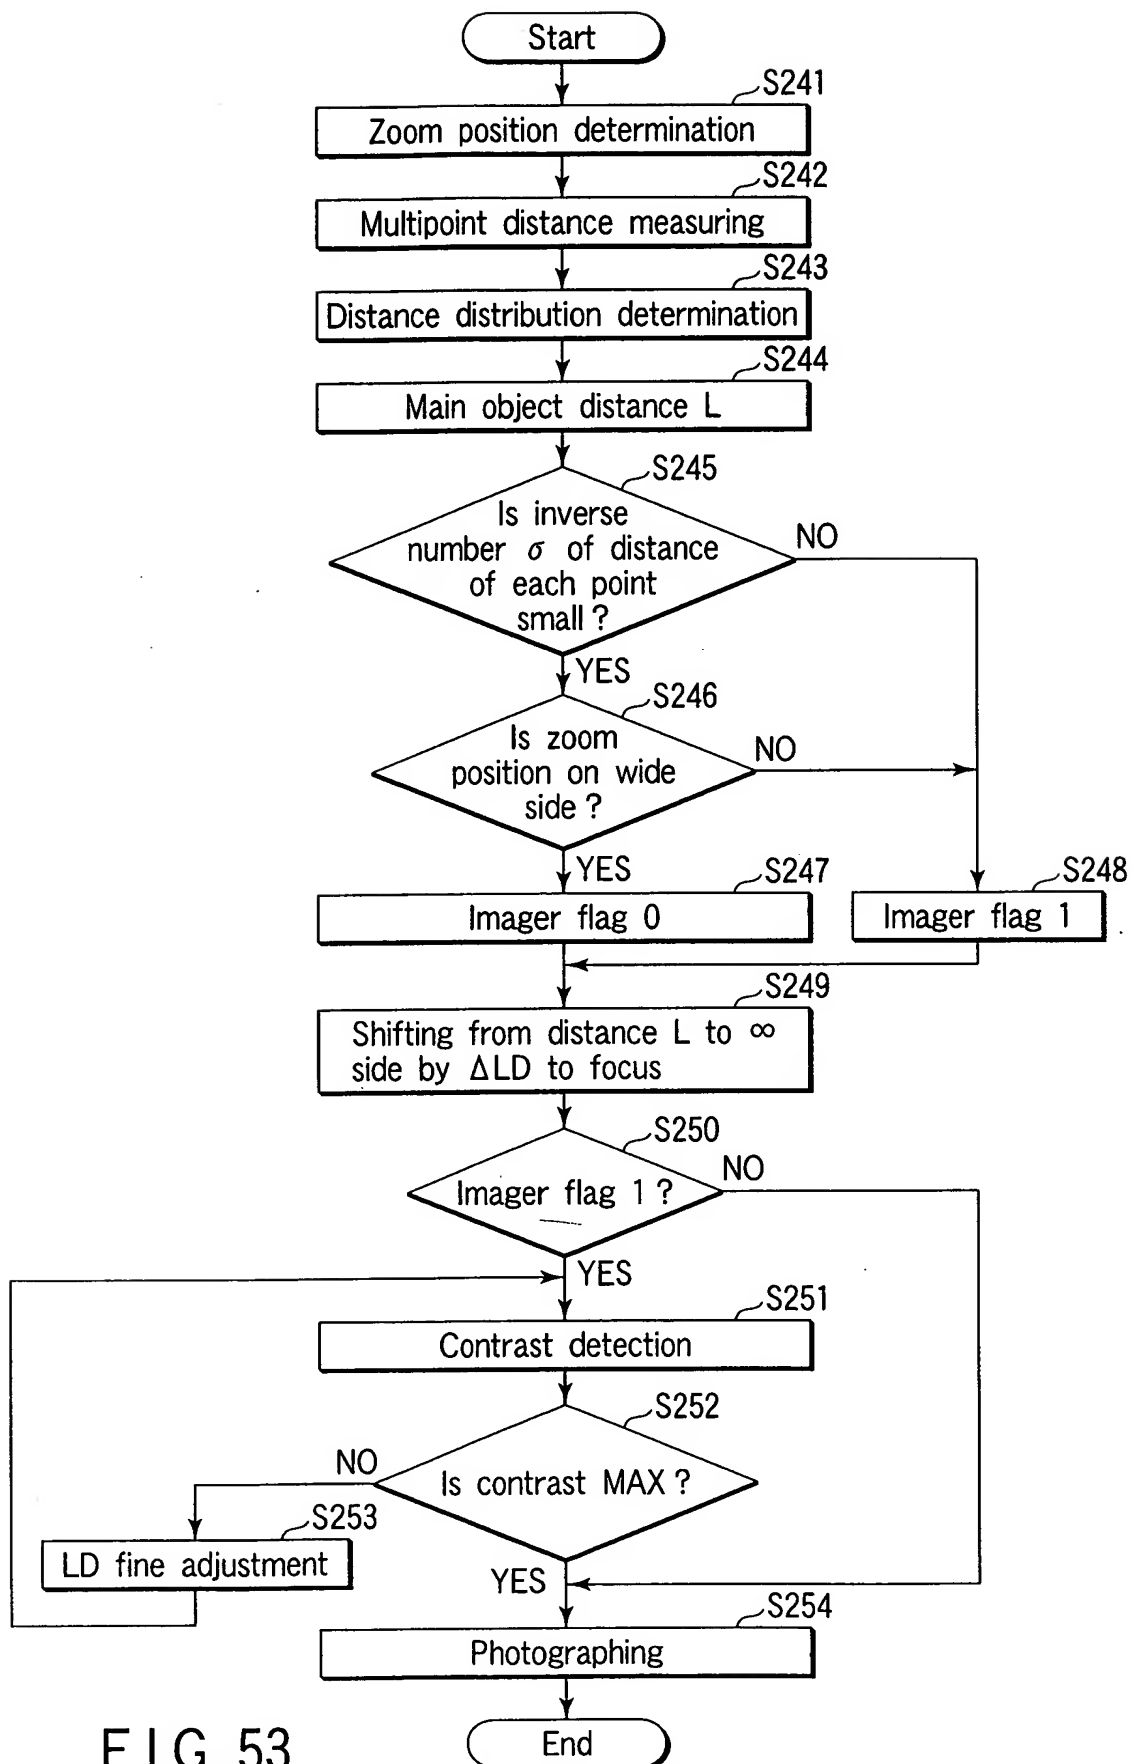 Start
S241
Zoom position determination
S242
Multipoint distance measuring
S243
Distance distribution determination
S244
Main object distance L
S245
Is inverse
number σ of distance
of each point
small ?
NO
YES
S246
Is zoom
position on wide
side ?
NO
YES
S247
Imager flag 0
S248
Imager flag 1
S249
Shifting from distance L to ∞
side by ΔLD to focus
S250
Imager flag 1 ?
NO
YES
S251
Contrast detection
S252
Is contrast MAX ?
NO
S253
LD fine adjustment
YES
S254
Photographing
End
FIG. 53